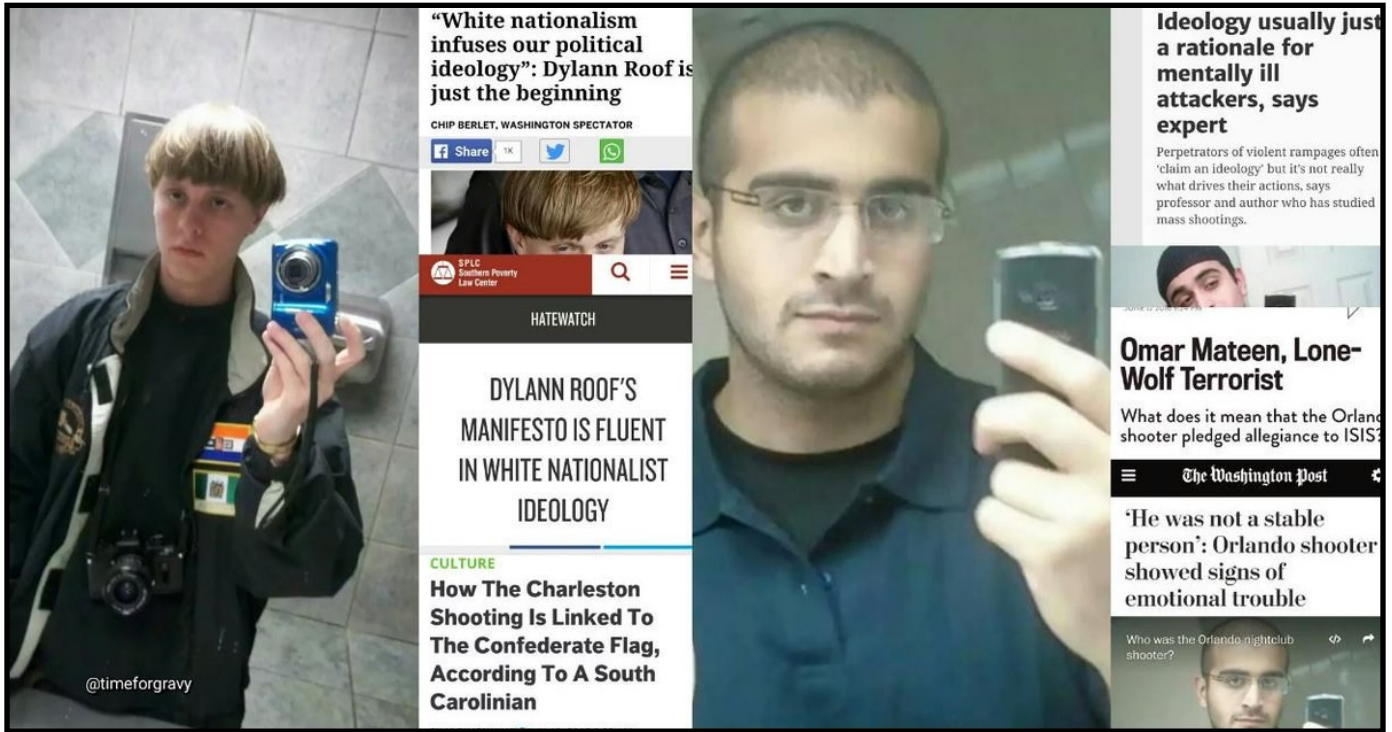 “White nationalism
infuses our political
ideology”: Dylann Roof is
just the beginning
CHIP BERLET, WASHINGTON SPECTATOR
Share
1K
SPLC
Southern Poverty
Law Center
HATEWATCH
DYLANN ROOF'S
MANIFESTO IS FLUENT
IN WHITE NATIONALIST
IDEOLOGY
CULTURE
How The Charleston
Shooting Is Linked To
The Confederate Flag,
According To A South
Carolinian
@timeforgravy
Ideology usually just
a rationale for
mentally ill
attackers, says
expert
Perpetrators of violent rampages often
‘claim an ideology’ but it's not really
what drives their actions, says
professor and author who has studied
mass shootings.
Omar Mateen, Lone-
Wolf Terrorist
What does it mean that the Orlando
shooter pledged allegiance to ISIS?
The Washington Post
‘He was not a stable
person’: Orlando shooter
showed signs of
emotional trouble
Who was the Orlando nightclub
shooter?